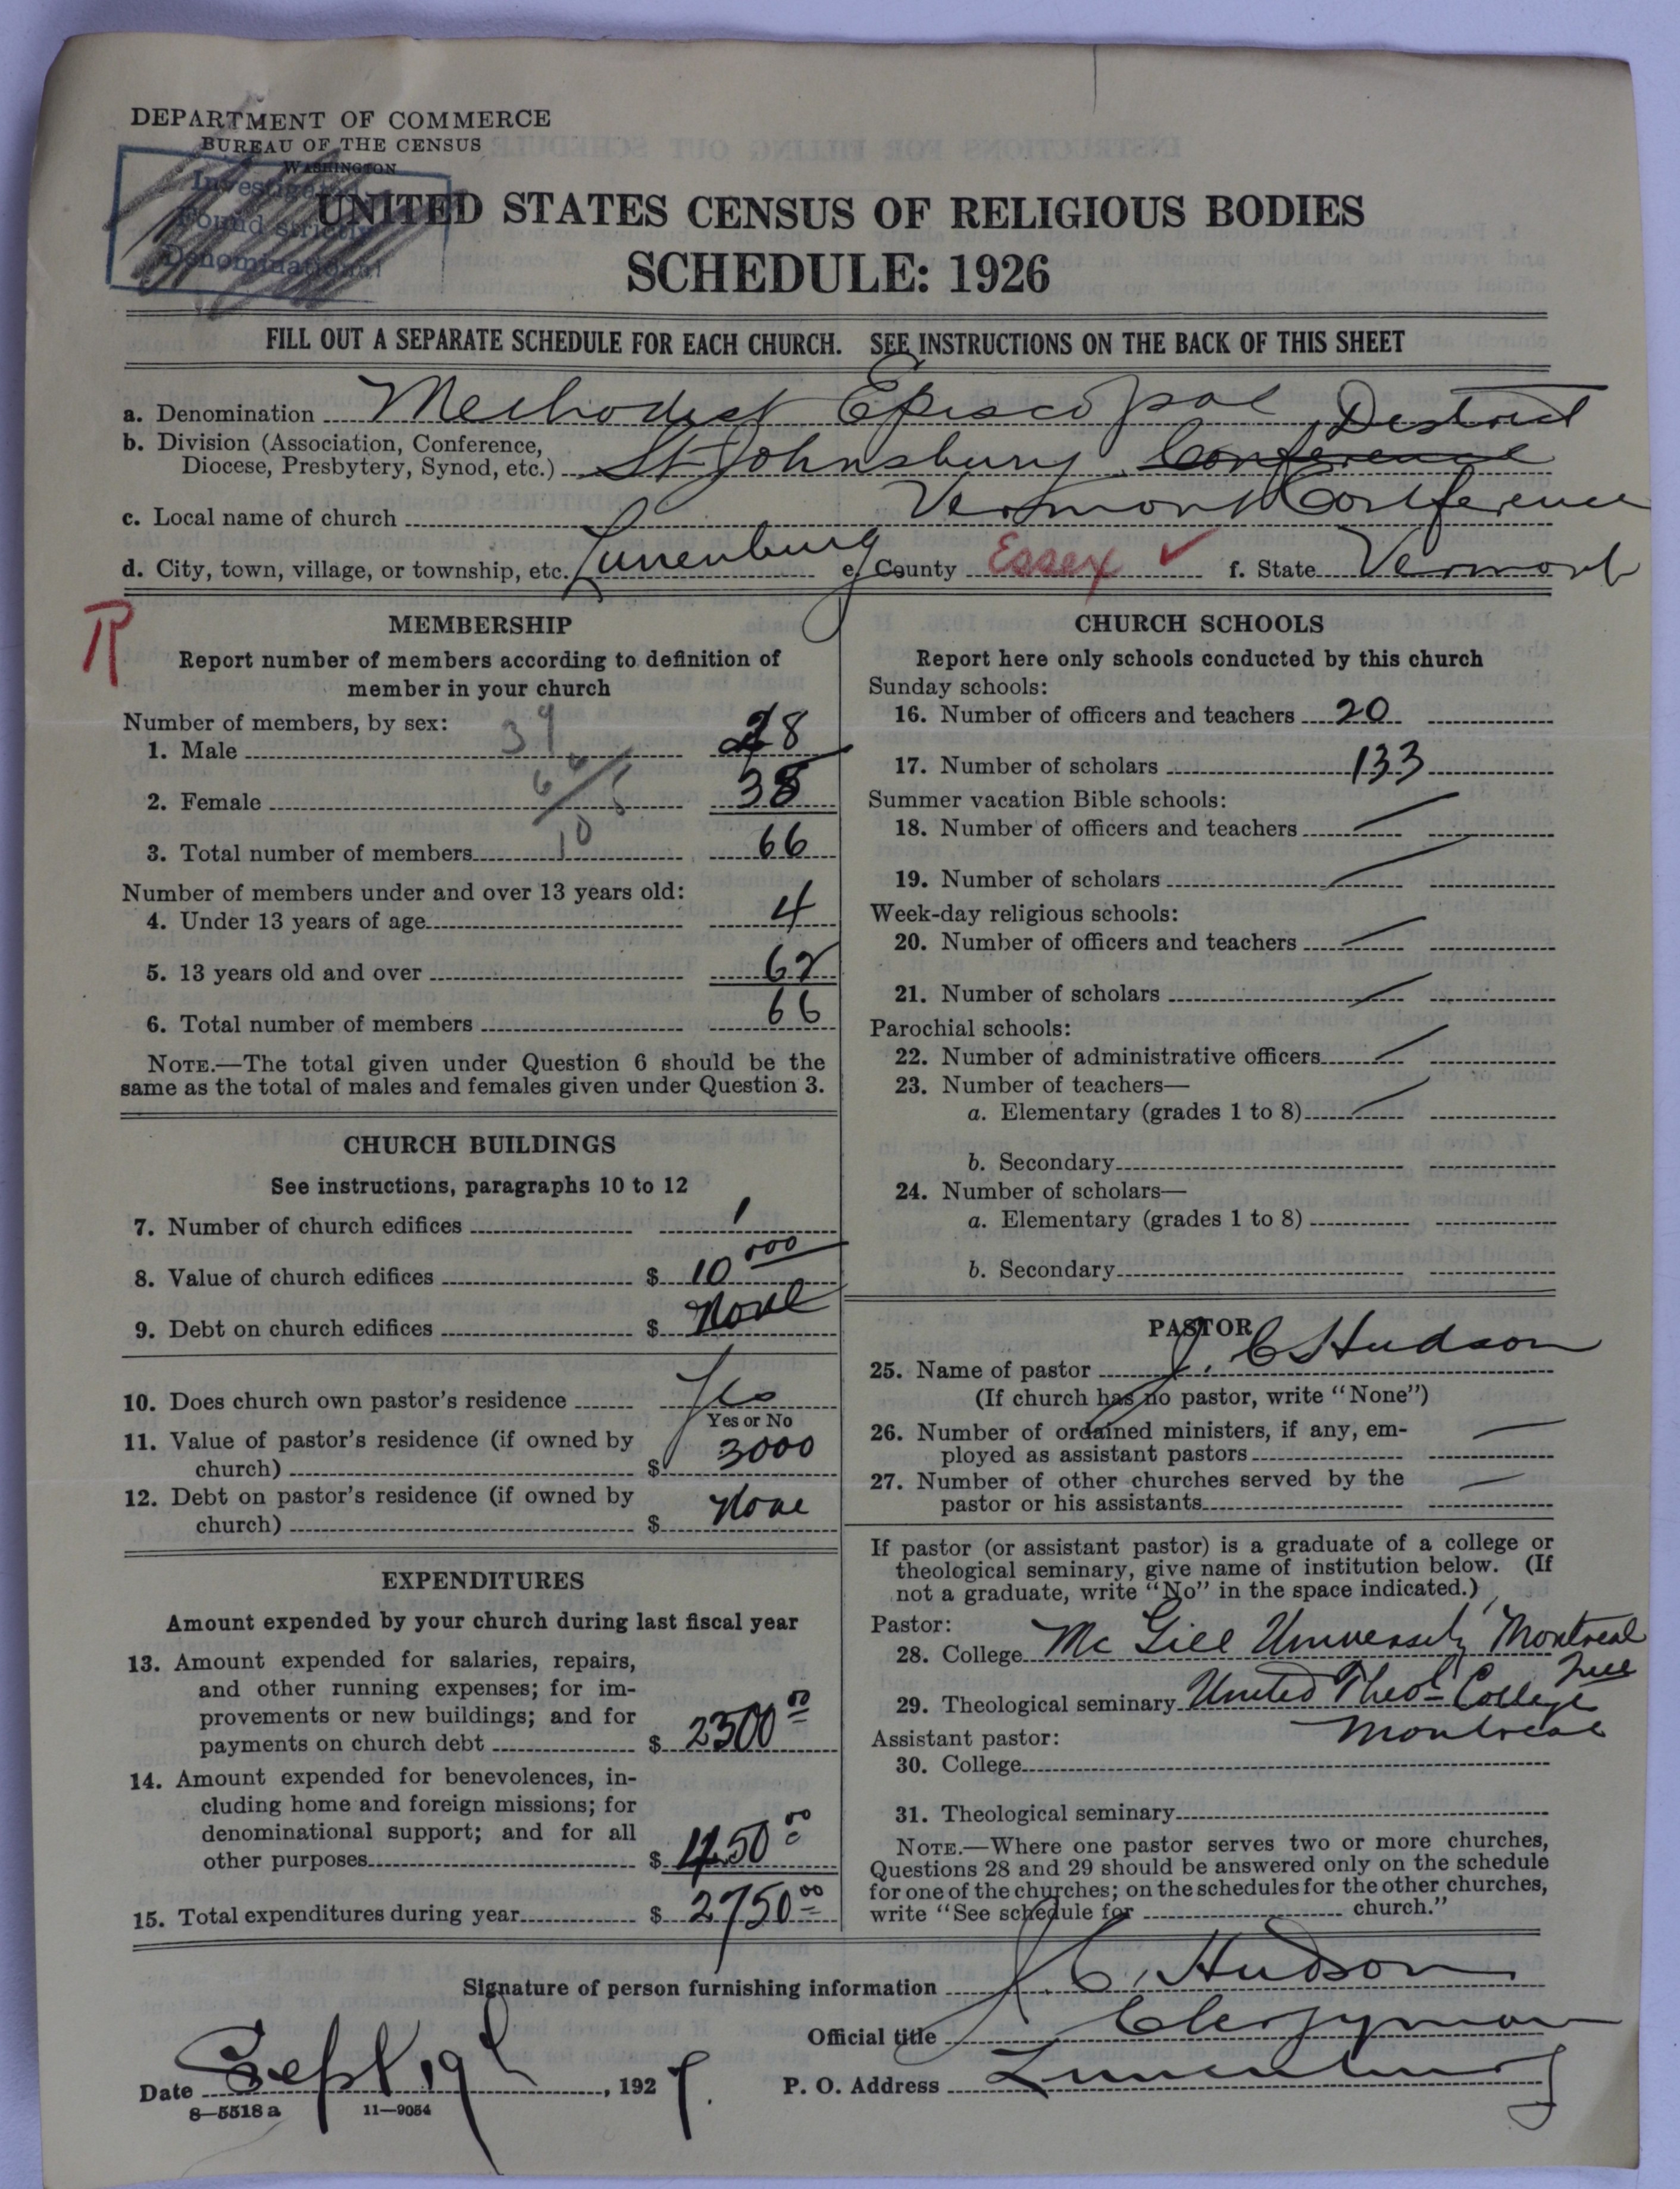 DEPARTMENT OF COMMERCE
BUREAU OF THE CENSUS
WASHINGTON
Investigated
Found strictly
Denominational
UNITED STATES CENSUS OF RELIGIOUS BODIES
SCHEDULE: 1926
FILL OUT A SEPARATE SCHEDULE FOR EACH CHURCH. SEE INSTRUCTIONS ON THE BACK OF THIS SHEET
a. Denomination Methodist Episcopal
b. Division (Association, Conference, District
Diocese, Presbytery, Synod, etc.) St Johnsbury Conference
c. Local name of church Vermont Conference
d. City, town, village, or township, etc. Lunenburg e. County Essex ✓ f. State Vermont
R
MEMBERSHIP
Report number of members according to definition of
member in your church
Number of members, by sex:
1. Male 39 28
2. Female 38
3. Total number of members 10 66
Number of members under and over 13 years old:
4. Under 13 years of age 4
5. 13 years old and over 62
6. Total number of members 66
NOTE.—The total given under Question 6 should be the
same as the total of males and females given under Question 3.
CHURCH BUILDINGS
See instructions, paragraphs 10 to 12
7. Number of church edifices 1
8. Value of church edifices $ 10 000
9. Debt on church edifices $ None
10. Does church own pastor's residence Yes
Yes or No
11. Value of pastor's residence (if owned by
church) $ 3000
12. Debt on pastor's residence (if owned by
church) $ None
EXPENDITURES
Amount expended by your church during last fiscal year
13. Amount expended for salaries, repairs,
and other running expenses; for im-
provements or new buildings; and for
payments on church debt $ 2300 00
14. Amount expended for benevolences, in-
cluding home and foreign missions; for
denominational support; and for all
other purposes $ 450 00
15. Total expenditures during year $ 2750 00
CHURCH SCHOOLS
Report here only schools conducted by this church
Sunday schools:
16. Number of officers and teachers 20
17. Number of scholars 133
Summer vacation Bible schools:
18. Number of officers and teachers
19. Number of scholars
Week-day religious schools:
20. Number of officers and teachers
21. Number of scholars
Parochial schools:
22. Number of administrative officers
23. Number of teachers—
a. Elementary (grades 1 to 8)
b. Secondary
24. Number of scholars—
a. Elementary (grades 1 to 8)
b. Secondary
PASTOR
25. Name of pastor J. C Hudson
(If church has no pastor, write "None")
26. Number of ordained ministers, if any, em-
ployed as assistant pastors —
27. Number of other churches served by the
pastor or his assistants —
If pastor (or assistant pastor) is a graduate of a college or
theological seminary, give name of institution below. (If
not a graduate, write "No" in the space indicated.)
Pastor:
28. College Mc Gill University Montreal
29. Theological seminary United Theol College
Assistant pastor: Montreal
30. College
31. Theological seminary
NOTE.—Where one pastor serves two or more churches,
Questions 28 and 29 should be answered only on the schedule
for one of the churches; on the schedules for the other churches,
write "See schedule for church."
Signature of person furnishing information J C. Hudson
Official title Clergyman
Date Sept 19th, 1927. P. O. Address Lunenburg
8—5518 a 11—9054